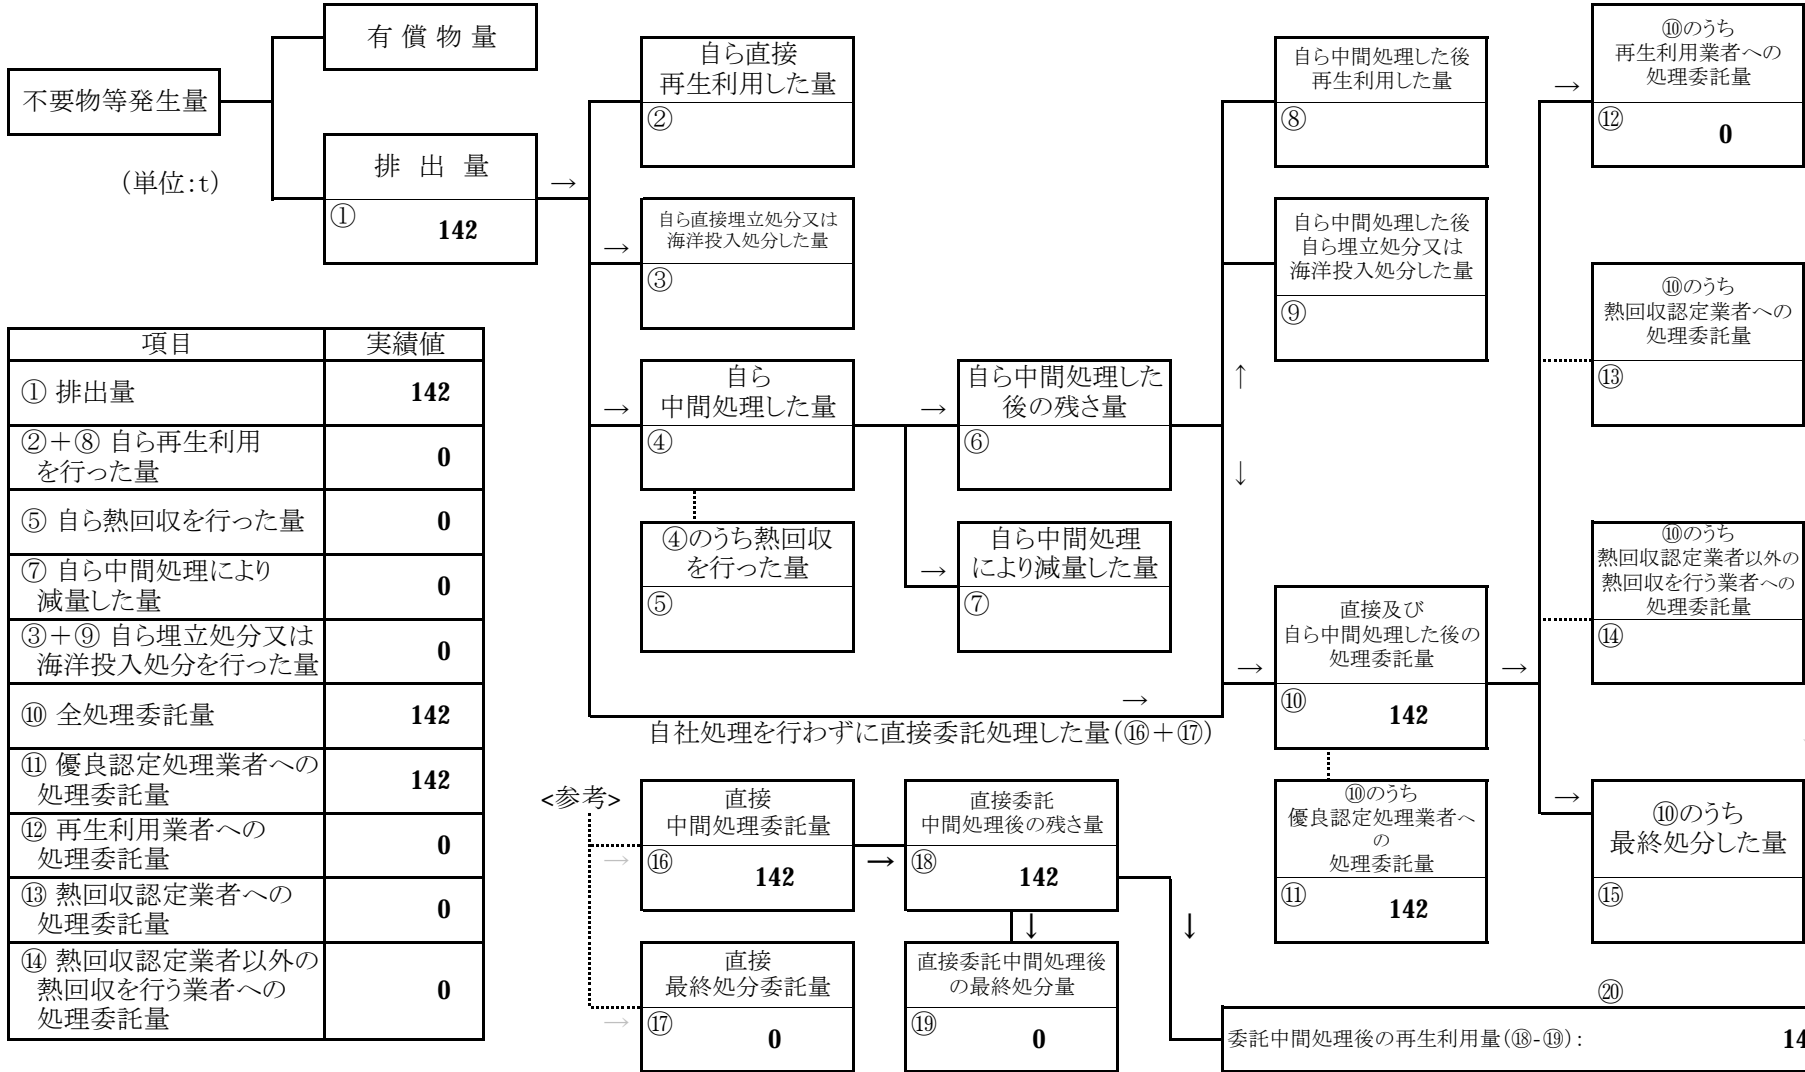 不要物等発生量
有 償 物 量
排 出 量
① 142
(単位:t)
→
自ら直接
再生利用した量
②
→
自ら直接埋立処分又は
海洋投入処分した量
③
→
自ら
中間処理した量
④
④のうち熱回収
を行った量
⑤
→
自ら中間処理した
後の残さ量
⑥
→
自ら中間処理
により減量した量
⑦
自ら中間処理した後
再生利用した量
⑧
自ら中間処理した後
自ら埋立処分又は
海洋投入処分した量
⑨
↑
↓
→
直接及び
自ら中間処理した後の
処理委託量
⑩ 142
→
⑩のうち
優良認定処理業者へ
の
処理委託量
⑪ 142
→
⑩のうち
再生利用業者への
処理委託量
⑫ 0
⑩のうち
熱回収認定業者への
処理委託量
⑬
⑩のうち
熱回収認定業者以外の
熱回収を行う業者への
処理委託量
⑭
→
⑩のうち
最終処分した量
⑮
→
自社処理を行わずに直接委託処理した量(⑯+⑰)
<参考>
→
直接
中間処理委託量
⑯ 142
→
直接委託
中間処理後の残さ量
⑱ 142
↓
↓
→
直接
最終処分委託量
⑰ 0
直接委託中間処理後
の最終処分量
⑲ 0
⑳
委託中間処理後の再生利用量(⑱-⑲):
項目 実績値
① 排出量 142
②+⑧ 自ら再生利用
を行った量 0
⑤ 自ら熱回収を行った量 0
⑦ 自ら中間処理により
減量した量 0
③+⑨ 自ら埋立処分又は
海洋投入処分を行った量 0
⑩ 全処理委託量 142
⑪ 優良認定処理業者への
処理委託量 142
⑫ 再生利用業者への
処理委託量 0
⑬ 熱回収認定業者への
処理委託量 0
⑭ 熱回収認定業者以外の
熱回収を行う業者への
処理委託量 0